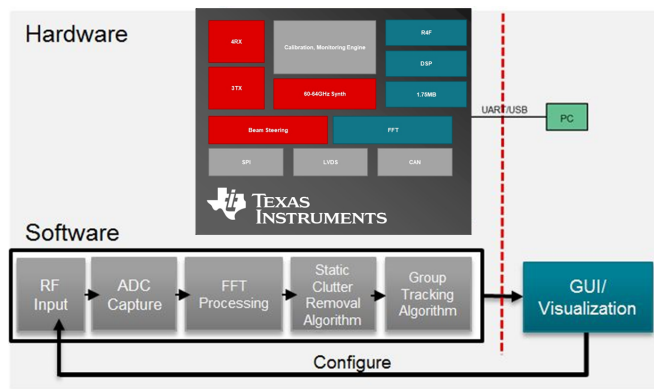 Hardware
4RX
Calibration, Monitoring Engine
R4F
DSP
3TX
60-64GHz Synth
1.75MB
UART/USB
PC
Beam Steering
FFT
SPI
LVDS
CAN
TEXAS
INSTRUMENTS
Software
RF
Input
ADC
Capture
FFT
Processing
Static
Clutter
Removal
Algorithm
Group
Tracking
Algorithm
GUI/
Visualization
Configure